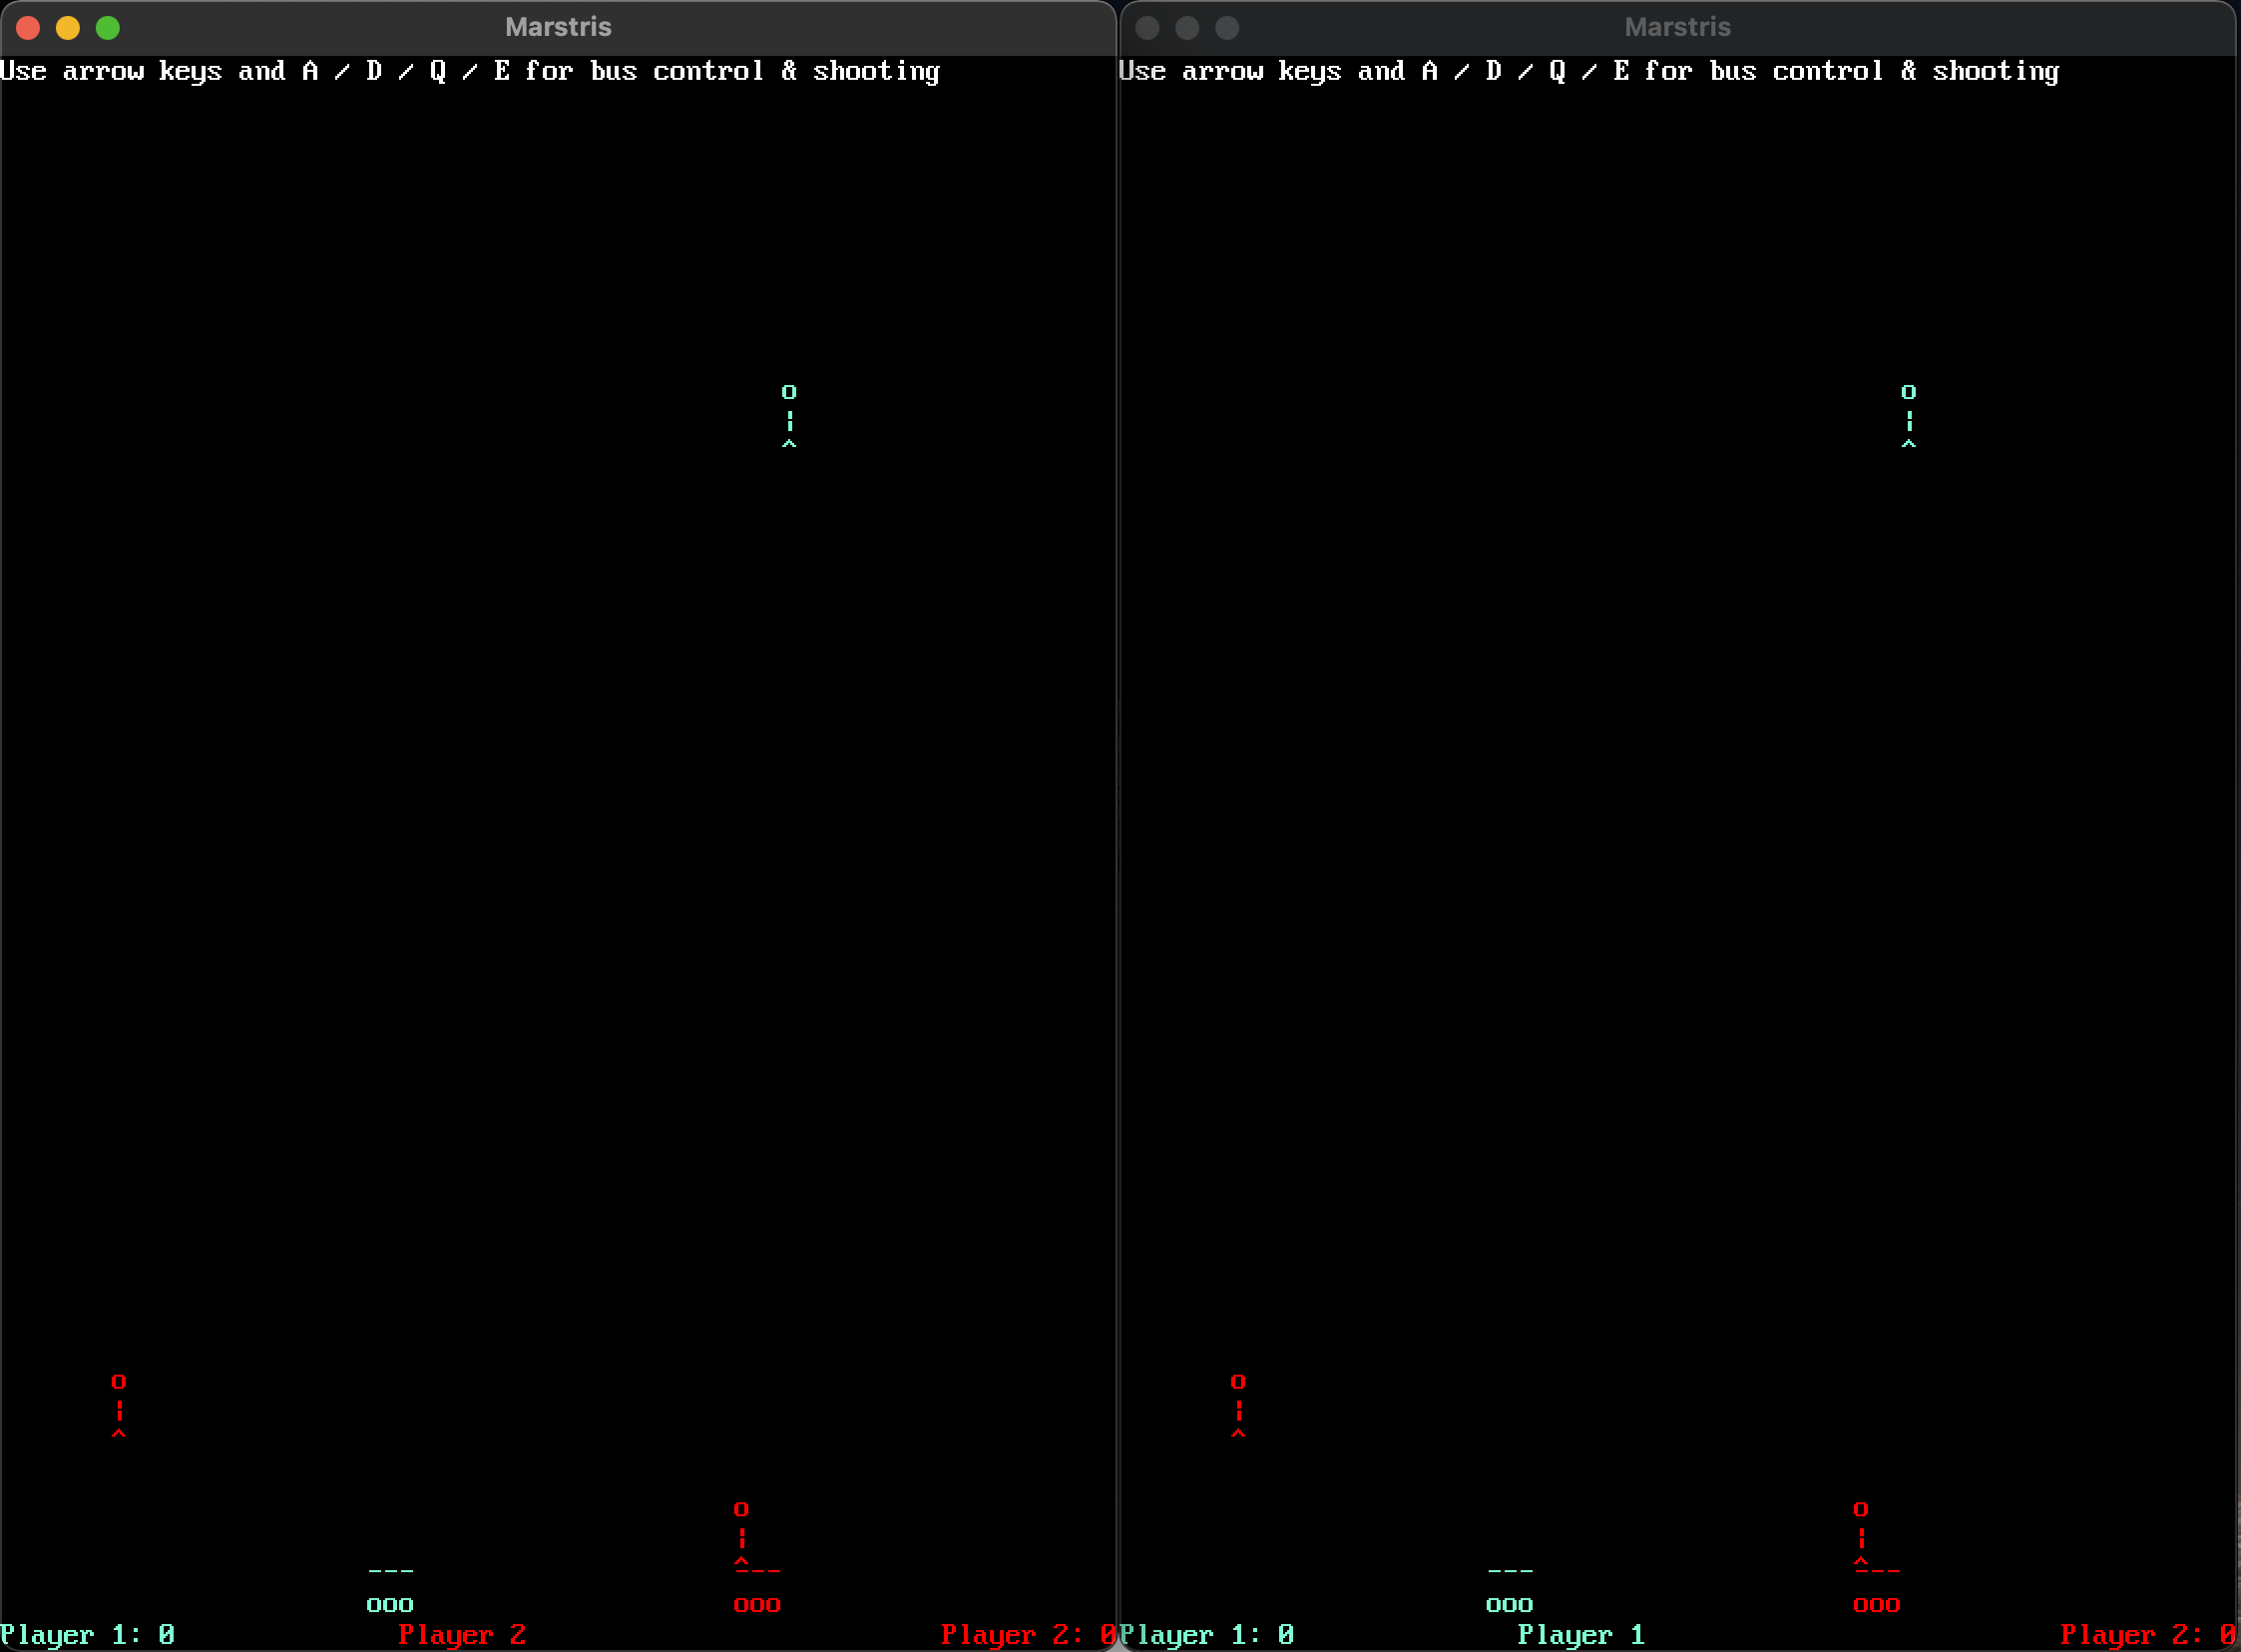 Marstris
Use arrow keys and A / D / Q / E for bus control & shooting
o
¦
^
o
¦
^
o
¦
^
--- ---
ooo ooo
Player 1: 0 Player 2 Player 2: 0
Marstris
Use arrow keys and A / D / Q / E for bus control & shooting
o
¦
^
o
¦
^
o
¦
^
--- ---
ooo ooo
Player 1: 0 Player 1 Player 2: 0